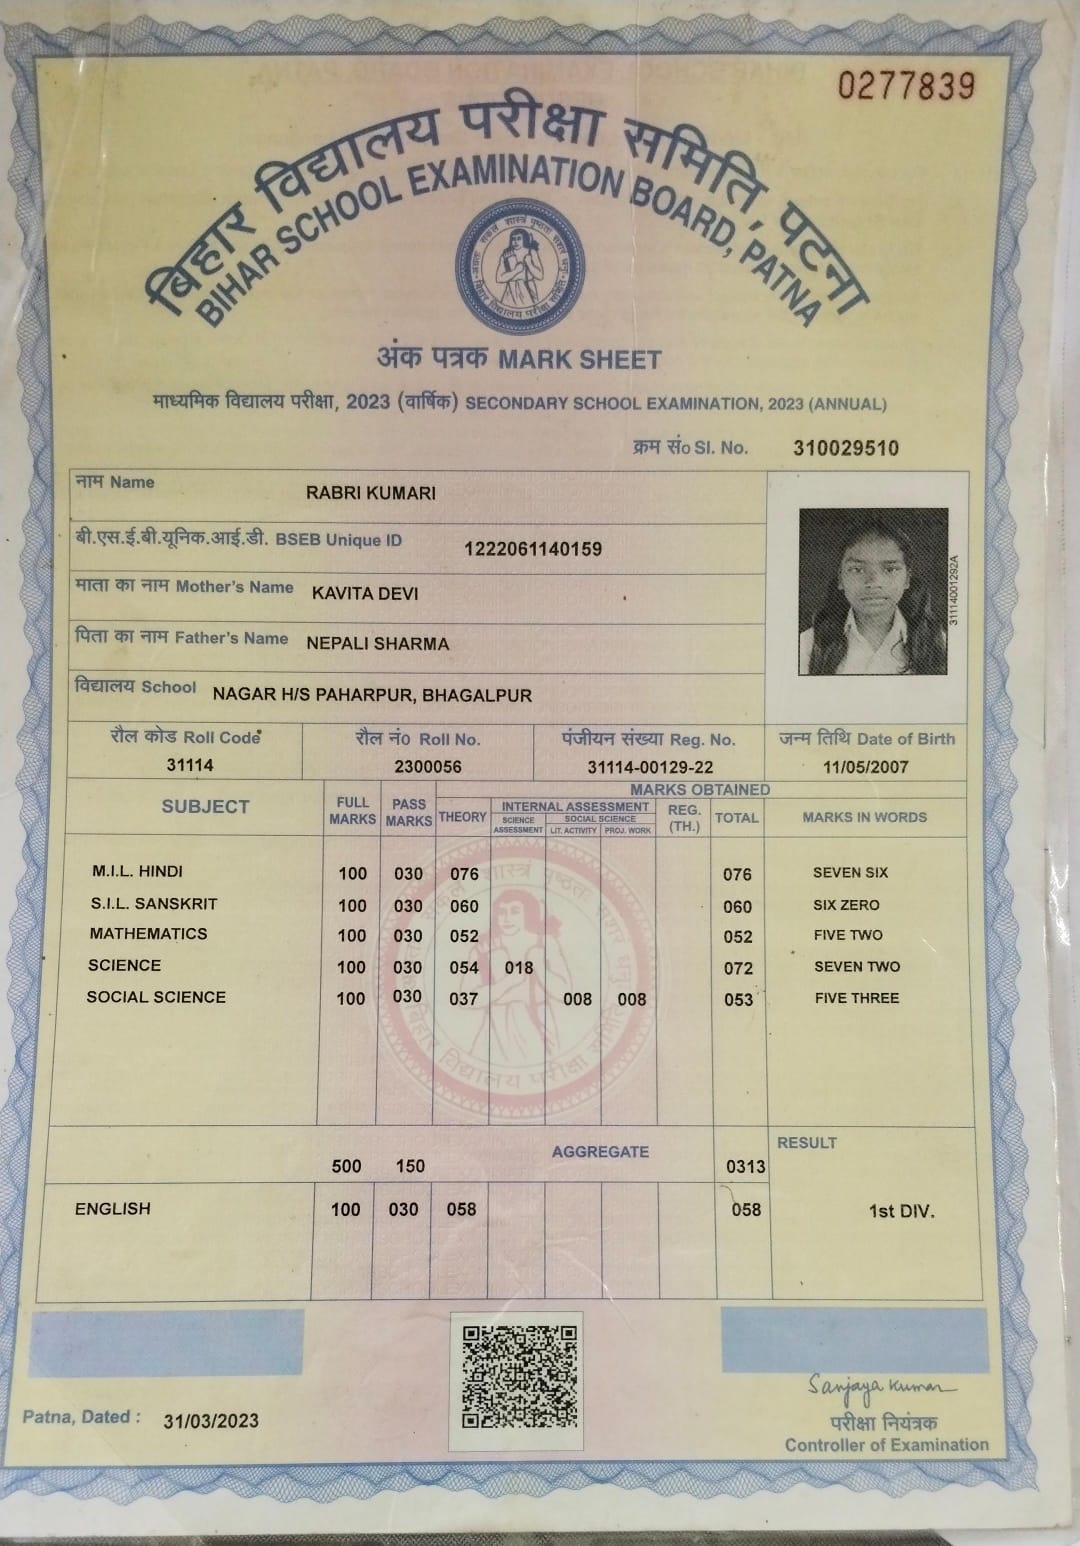 0277839
बिहार विद्यालय परीक्षा समिति, पटना
BIHAR SCHOOL EXAMINATION BOARD, PATNA
अंक पत्रक MARK SHEET
माध्यमिक विद्यालय परीक्षा, 2023 (वार्षिक) SECONDARY SCHOOL EXAMINATION, 2023 (ANNUAL)
क्रम सं० Sl. No. 310029510
नाम Name RABRI KUMARI
बी.एस.ई.बी.यूनिक.आई.डी. BSEB Unique ID 1222061140159
माता का नाम Mother's Name KAVITA DEVI
पिता का नाम Father's Name NEPALI SHARMA
विद्यालय School NAGAR H/S PAHARPUR, BHAGALPUR
31114001292A
रौल कोड Roll Code रौल नं० Roll No. पंजीयन संख्या Reg. No. जन्म तिथि Date of Birth
31114 2300056 31114-00129-22 11/05/2007
SUBJECT FULL MARKS PASS MARKS MARKS OBTAINED
THEORY INTERNAL ASSESSMENT REG. (TH.) TOTAL MARKS IN WORDS
SCIENCE ASSESSMENT SOCIAL SCIENCE
LIT. ACTIVITY PROJ. WORK
M.I.L. HINDI 100 030 076 076 SEVEN SIX
S.I.L. SANSKRIT 100 030 060 060 SIX ZERO
MATHEMATICS 100 030 052 052 FIVE TWO
SCIENCE 100 030 054 018 072 SEVEN TWO
SOCIAL SCIENCE 100 030 037 008 008 053 FIVE THREE
AGGREGATE RESULT
500 150 0313
ENGLISH 100 030 058 058 1st DIV.
Sanjaya Kumar
Patna, Dated : 31/03/2023
परीक्षा नियंत्रक
Controller of Examination